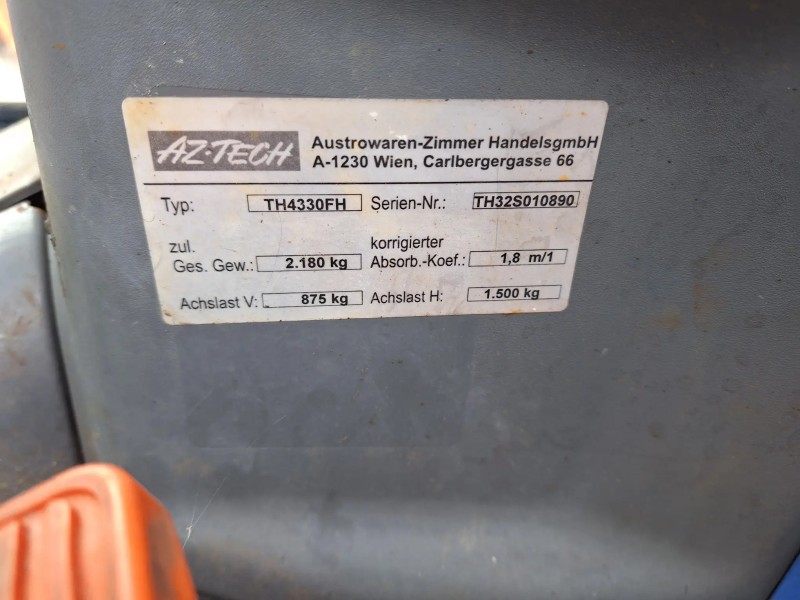 AZ-TECH
Austrowaren-Zimmer HandelsgmbH
A-1230 Wien, Carlbergergasse 66
Typ: TH4330FH Serien-Nr.: TH32S010890
zul. korrigierter
Ges. Gew.: 2.180 kg Absorb.-Koef.: 1,8 m/1
Achslast V: 875 kg Achslast H: 1.500 kg